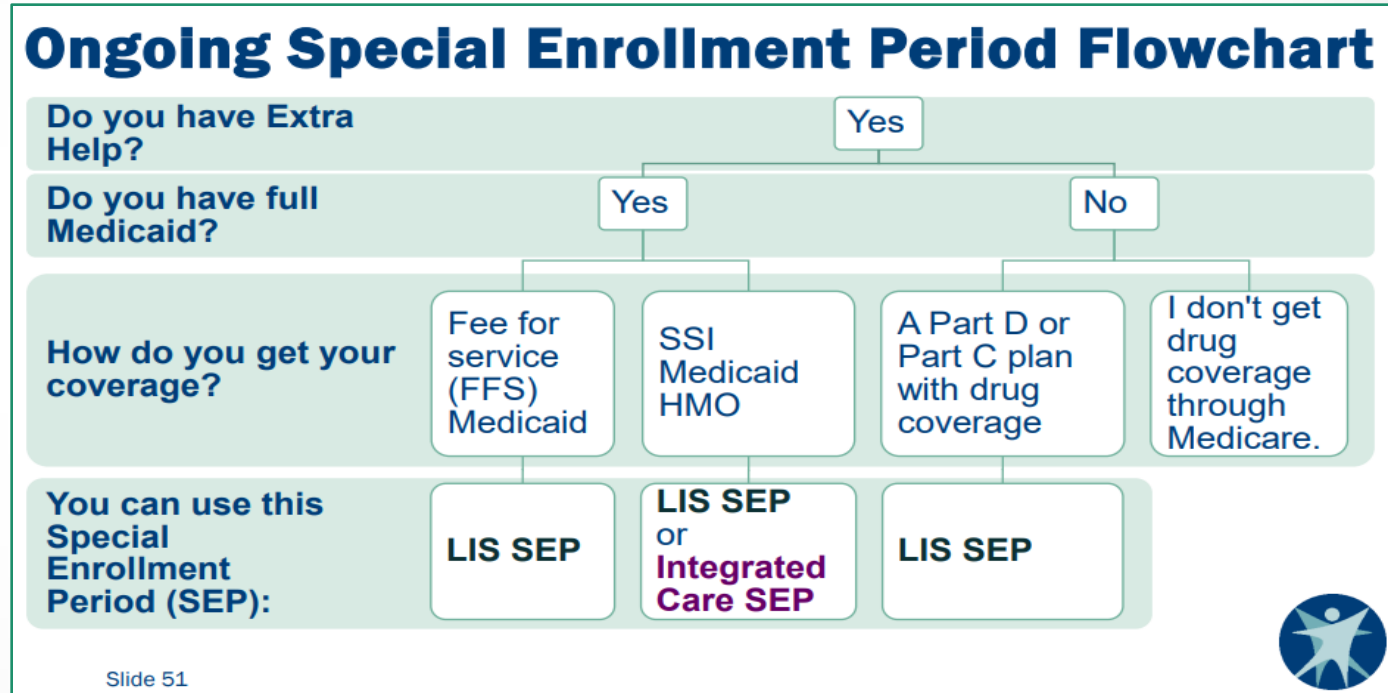 Ongoing Special Enrollment Period Flowchart
Do you have Extra
Help?
Yes
Do you have full
Medicaid?
Yes
No
How do you get your
coverage?
Fee for
service
(FFS)
Medicaid
SSI
Medicaid
HMO
A Part D or
Part C plan
with drug
coverage
I don't get
drug
coverage
through
Medicare.
You can use this
Special
Enrollment
Period (SEP):
LIS SEP
LIS SEP
or
Integrated
Care SEP
LIS SEP
Slide 51